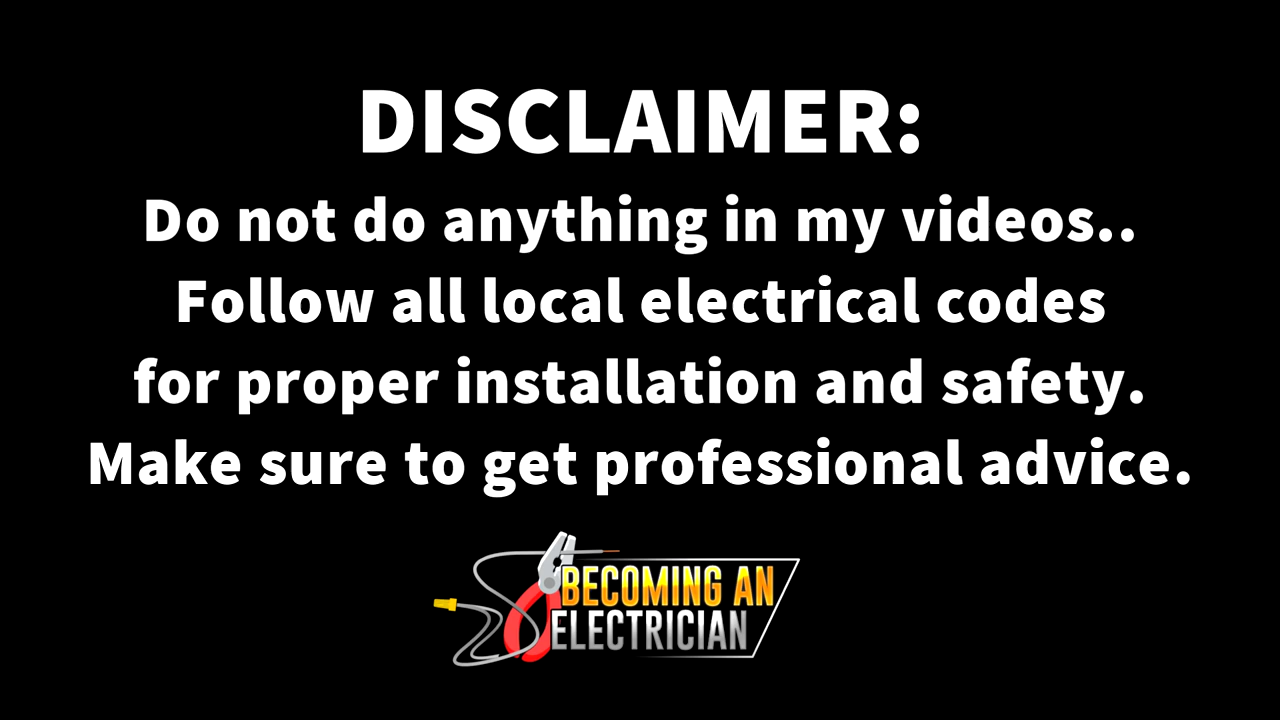 DISCLAIMER:
Do not do anything in my videos..
Follow all local electrical codes
for proper installation and safety.
Make sure to get professional advice.
BECOMING AN
ELECTRICIAN